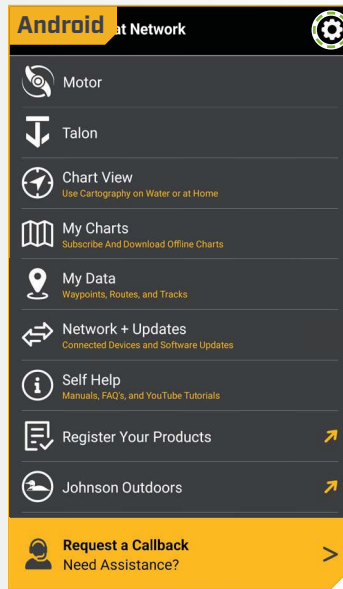 Android
at Network
Motor
Talon
Chart View
Use Cartography on Water or at Home
My Charts
Subscribe And Download Offline Charts
My Data
Waypoints, Routes, and Tracks
Network + Updates
Connected Devices and Software Updates
Self Help
Manuals, FAQ's, and YouTube Tutorials
Register Your Products
Johnson Outdoors
Request a Callback
Need Assistance?